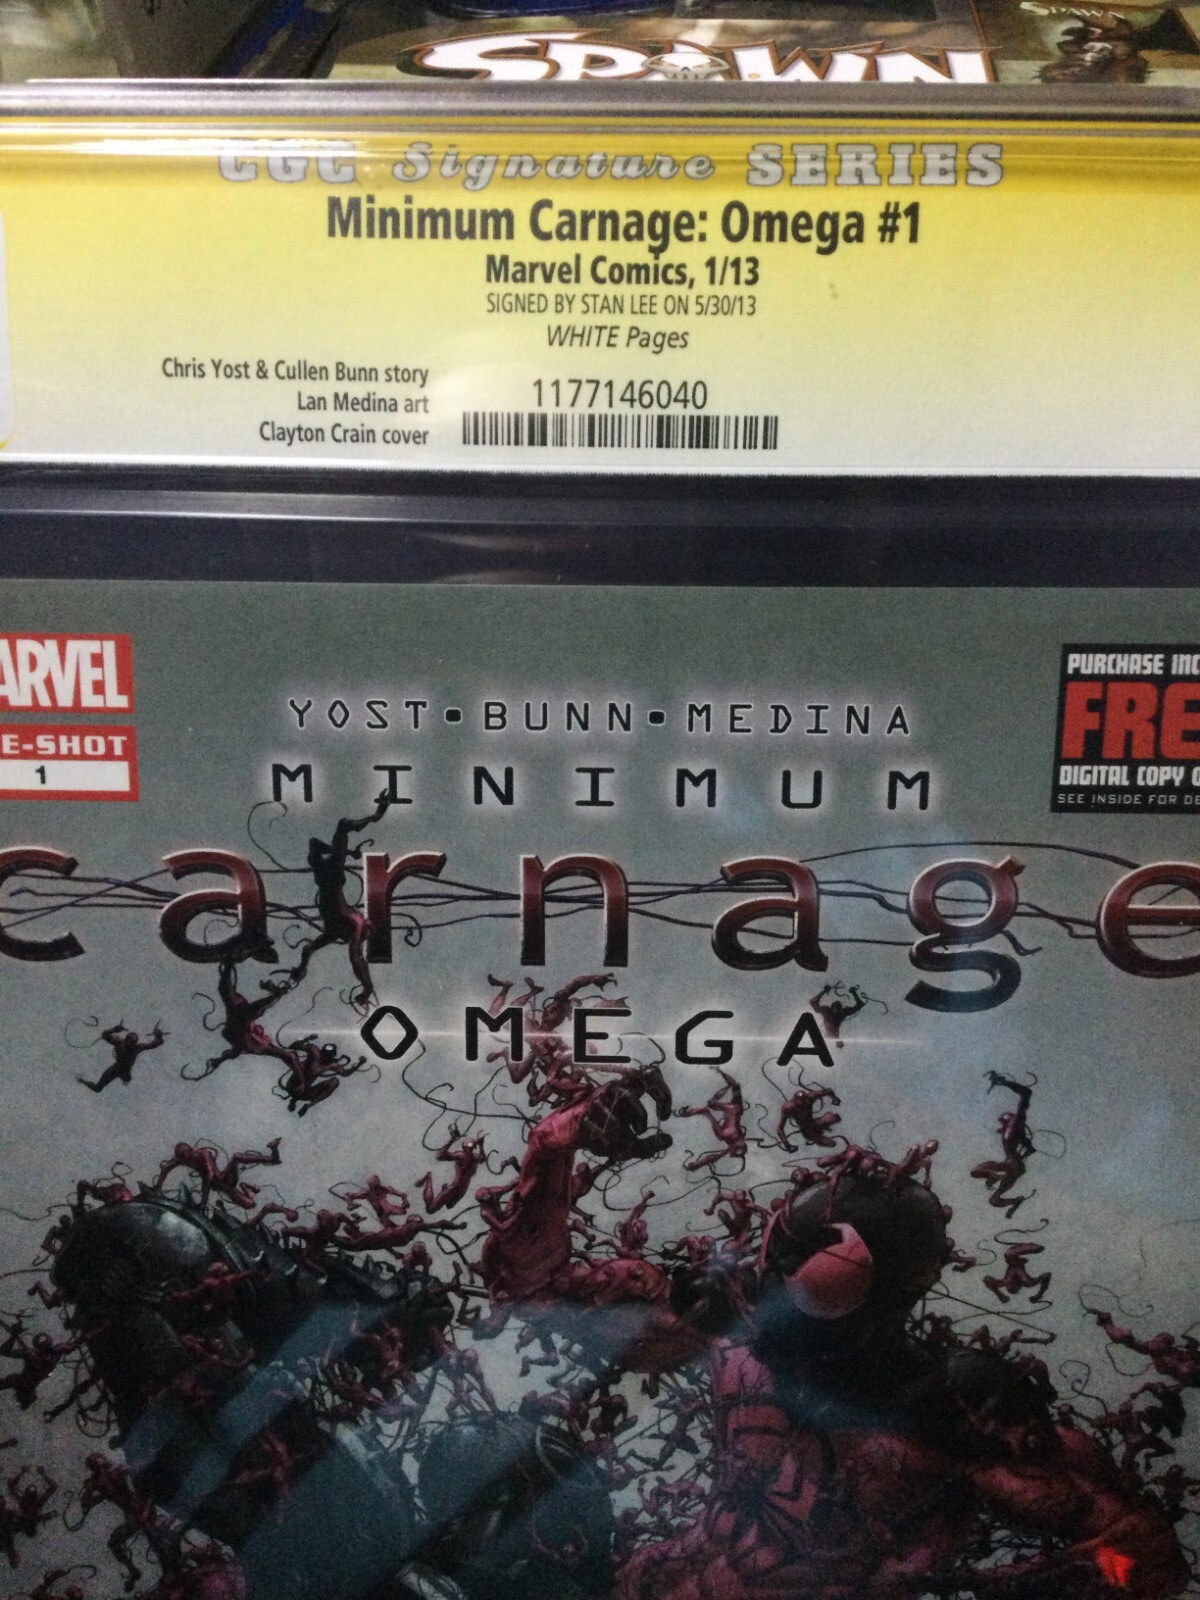 SPAWN
SPAWN
CGC Signature SERIES
Minimum Carnage: Omega #1
Marvel Comics, 1/13
SIGNED BY STAN LEE ON 5/30/13
WHITE Pages
Chris Yost & Cullen Bunn story
Lan Medina art
Clayton Crain cover
1177146040
ARVEL
E-SHOT
1
YOST • BUNN • MEDINA
MINIMUM
carnage
OMEGA
PURCHASE INC
FRE
DIGITAL COPY O
SEE INSIDE FOR DE